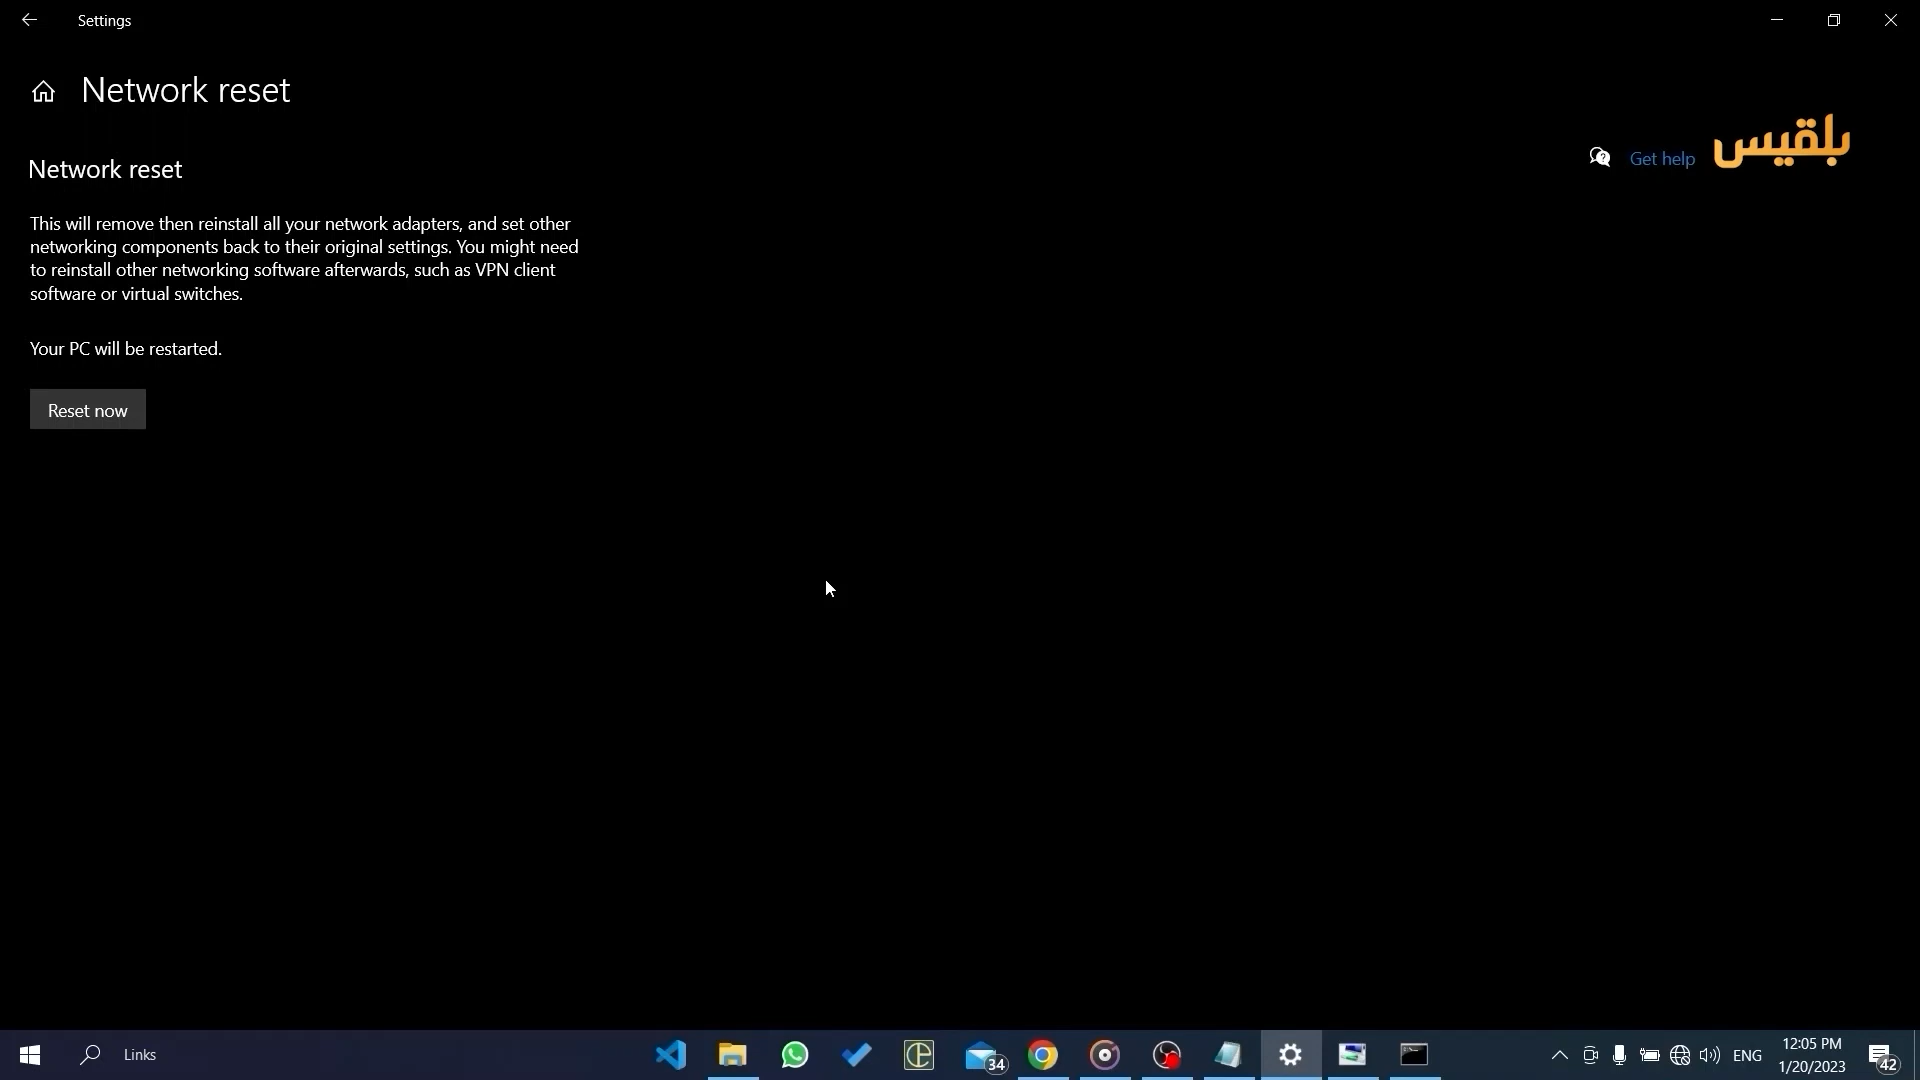 Settings
Network reset
Network reset
Get help
بلقيس
This will remove then reinstall all your network adapters, and set other
networking components back to their original settings. You might need
to reinstall other networking software afterwards, such as VPN client
software or virtual switches.
Your PC will be restarted.
Reset now
Links
34
ENG
12:05 PM
1/20/2023
42